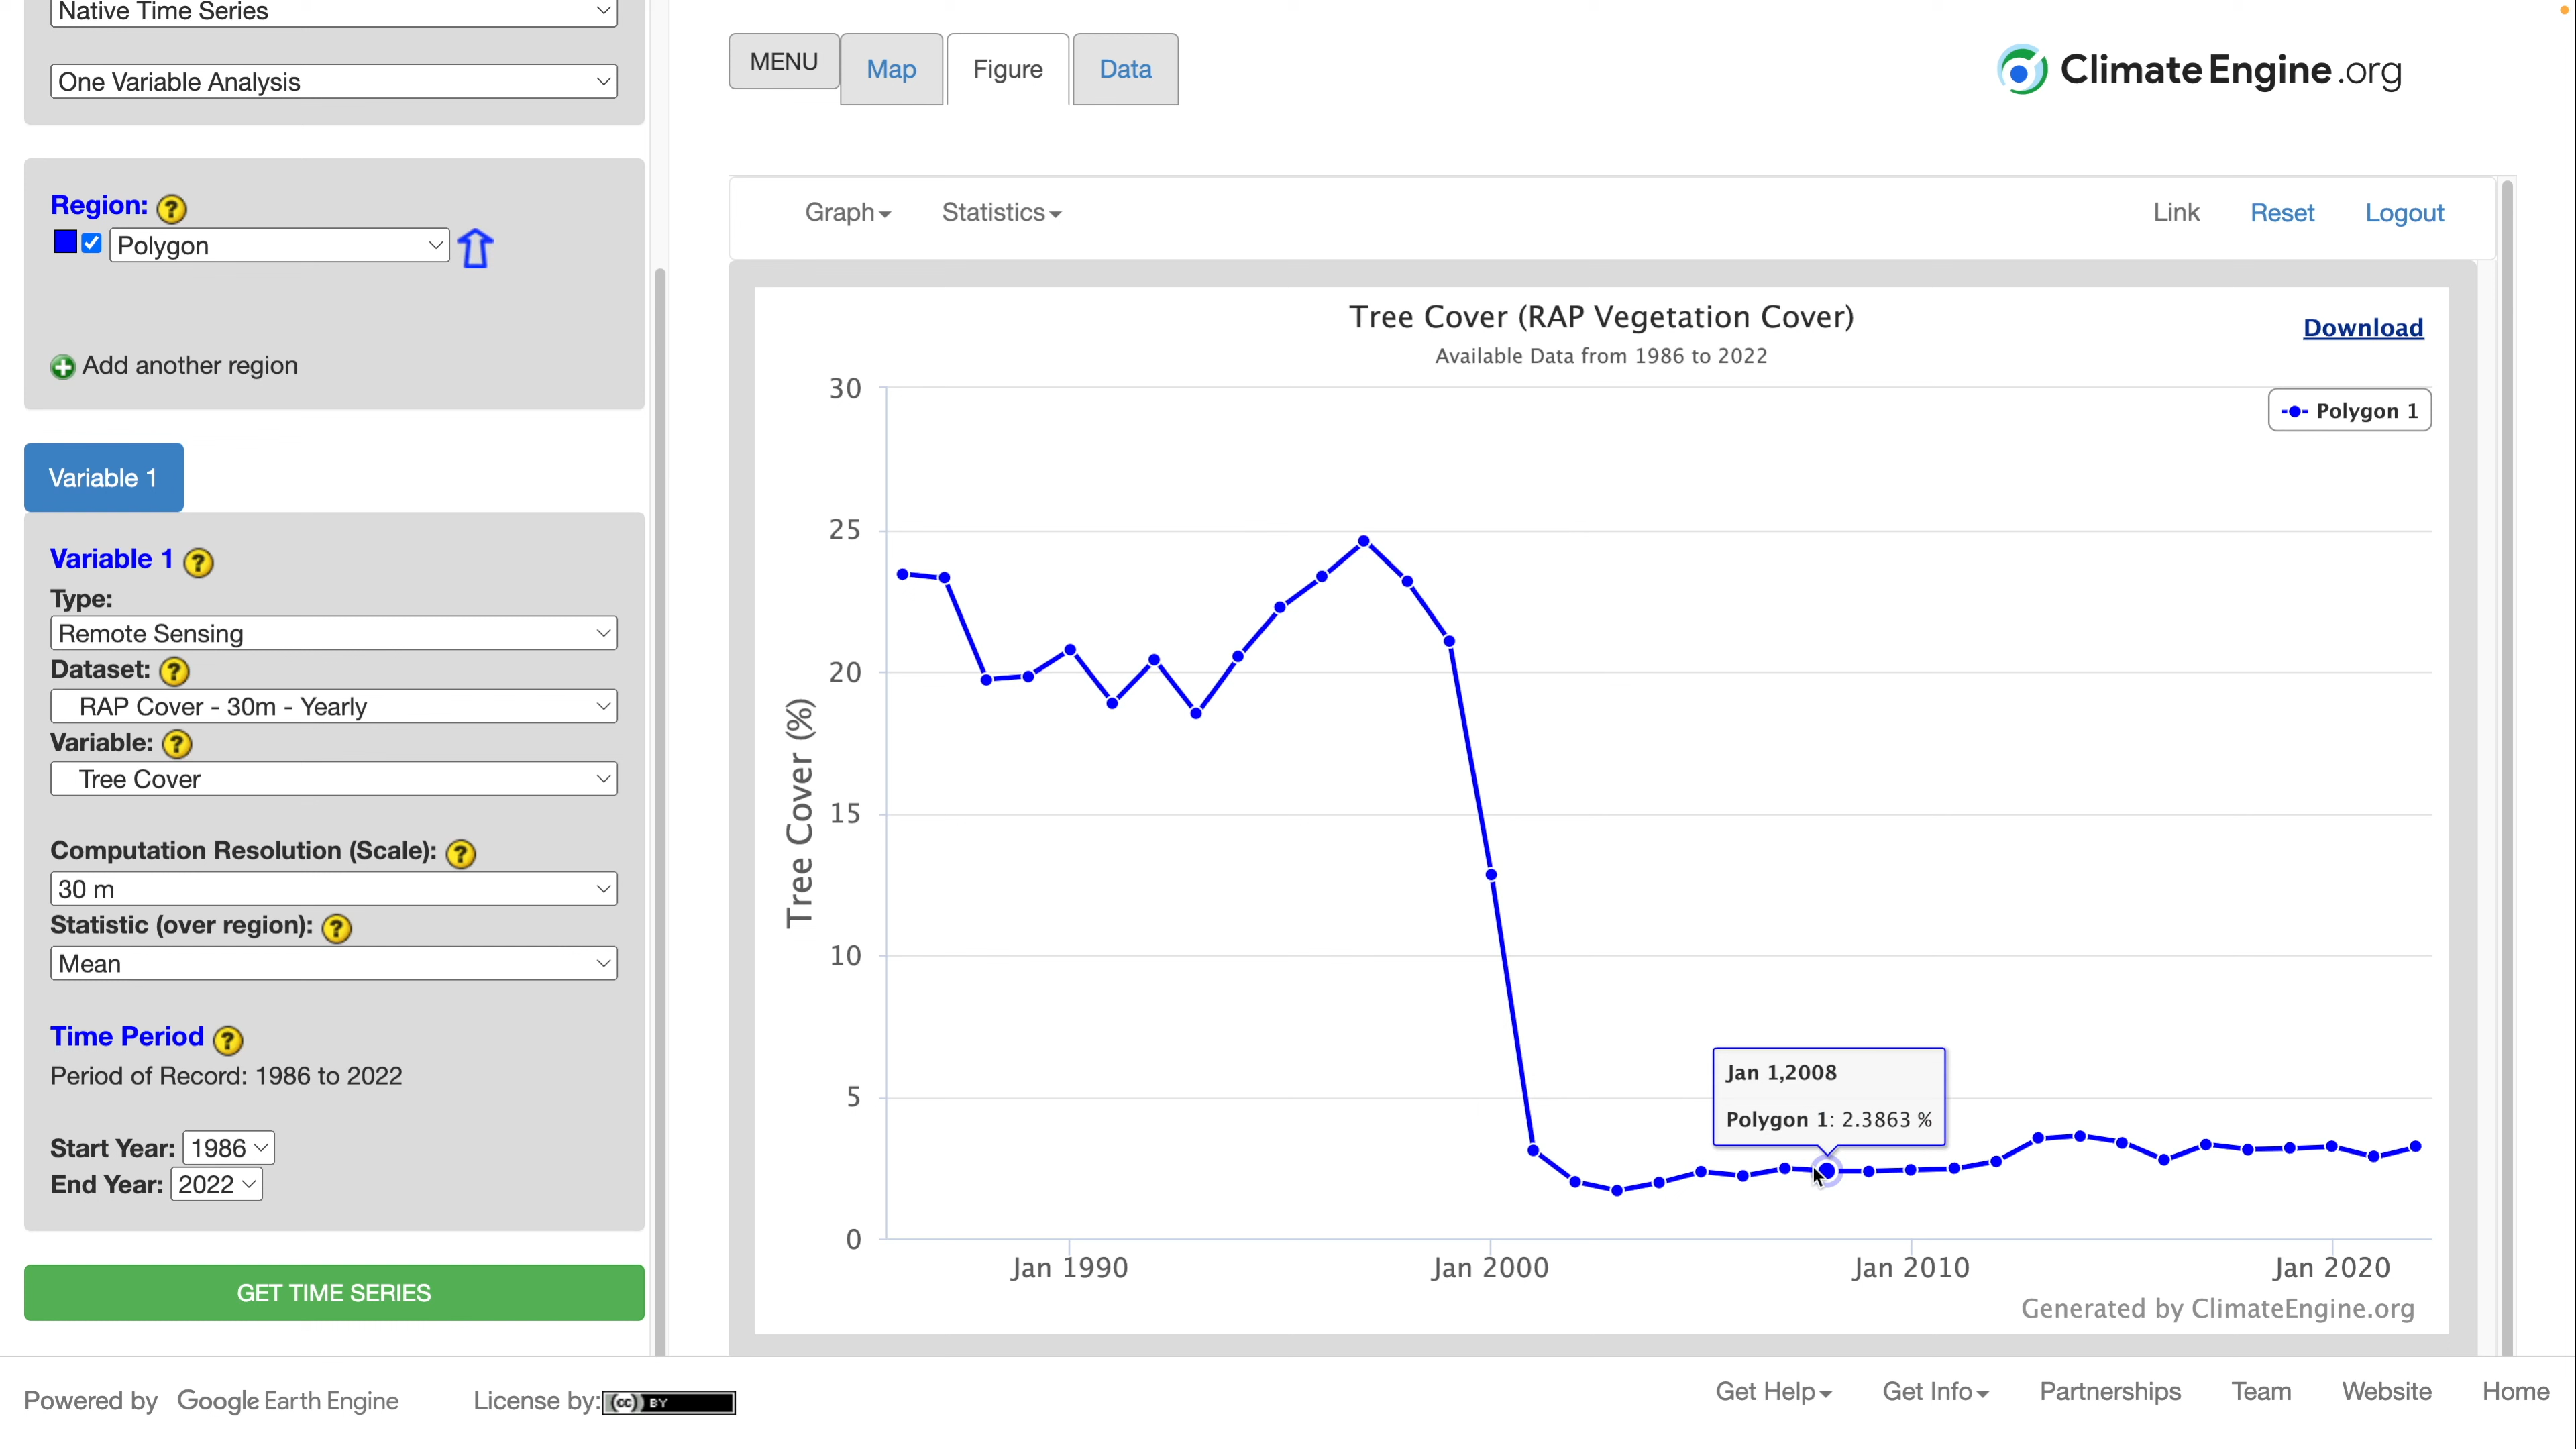 Native Time Series
One Variable Analysis
Region: ?
Polygon
Add another region
Variable 1
Variable 1 ?
Type:
Remote Sensing
Dataset: ?
RAP Cover - 30m - Yearly
Variable: ?
Tree Cover
Computation Resolution (Scale): ?
30 m
Statistic (over region): ?
Mean
Time Period ?
Period of Record: 1986 to 2022
Start Year: 1986
End Year: 2022
GET TIME SERIES
MENU Map Figure Data
ClimateEngine.org
Graph Statistics Link Reset Logout
Tree Cover (RAP Vegetation Cover)
Available Data from 1986 to 2022
Download
Polygon 1
Tree Cover (%)
30
25
20
15
10
5
0
Jan 1,2008
Polygon 1: 2.3863 %
Jan 1990 Jan 2000 Jan 2010 Jan 2020
Generated by ClimateEngine.org
Powered by Google Earth Engine License by: (cc) BY Get Help Get Info Partnerships Team Website Home